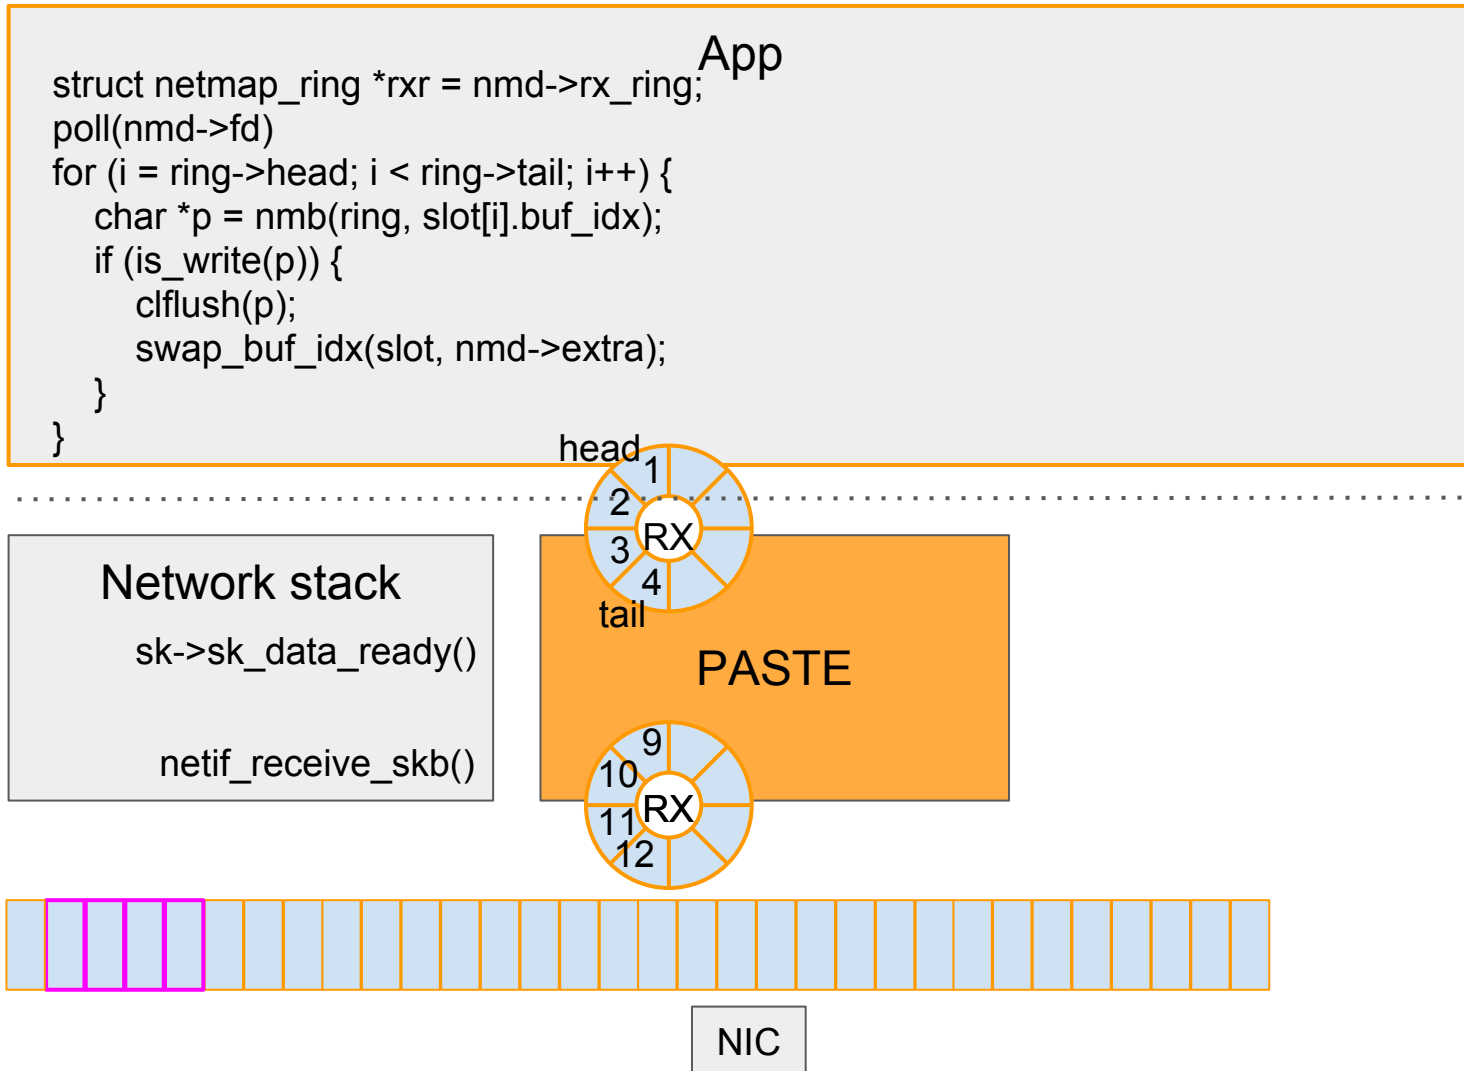 App
struct netmap_ring *rxr = nmd->rx_ring;
poll(nmd->fd)
for (i = ring->head; i < ring->tail; i++) {
char *p = nmb(ring, slot[i].buf_idx);
if (is_write(p)) {
clflush(p);
swap_buf_idx(slot, nmd->extra);
}
}
head
1
2
RX
3
4
tail
Network stack
sk->sk_data_ready()
netif_receive_skb()
PASTE
9
10
RX
11
12
NIC